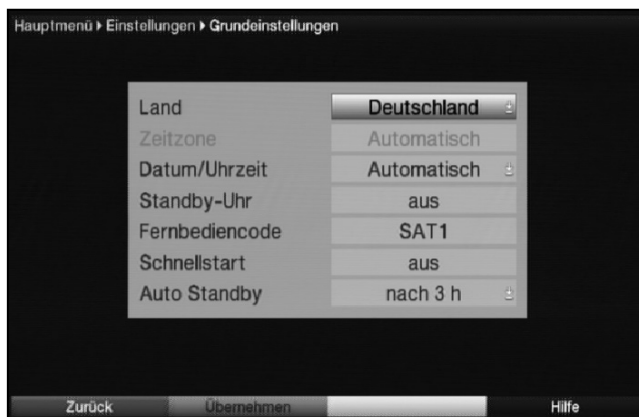 Hauptmenü ▸ Einstellungen ▸ Grundeinstellungen
Land Deutschland
Zeitzone Automatisch
Datum/Uhrzeit Automatisch
Standby-Uhr aus
Fernbediencode SAT1
Schnellstart aus
Auto Standby nach 3 h
Zurück Übernehmen Hilfe